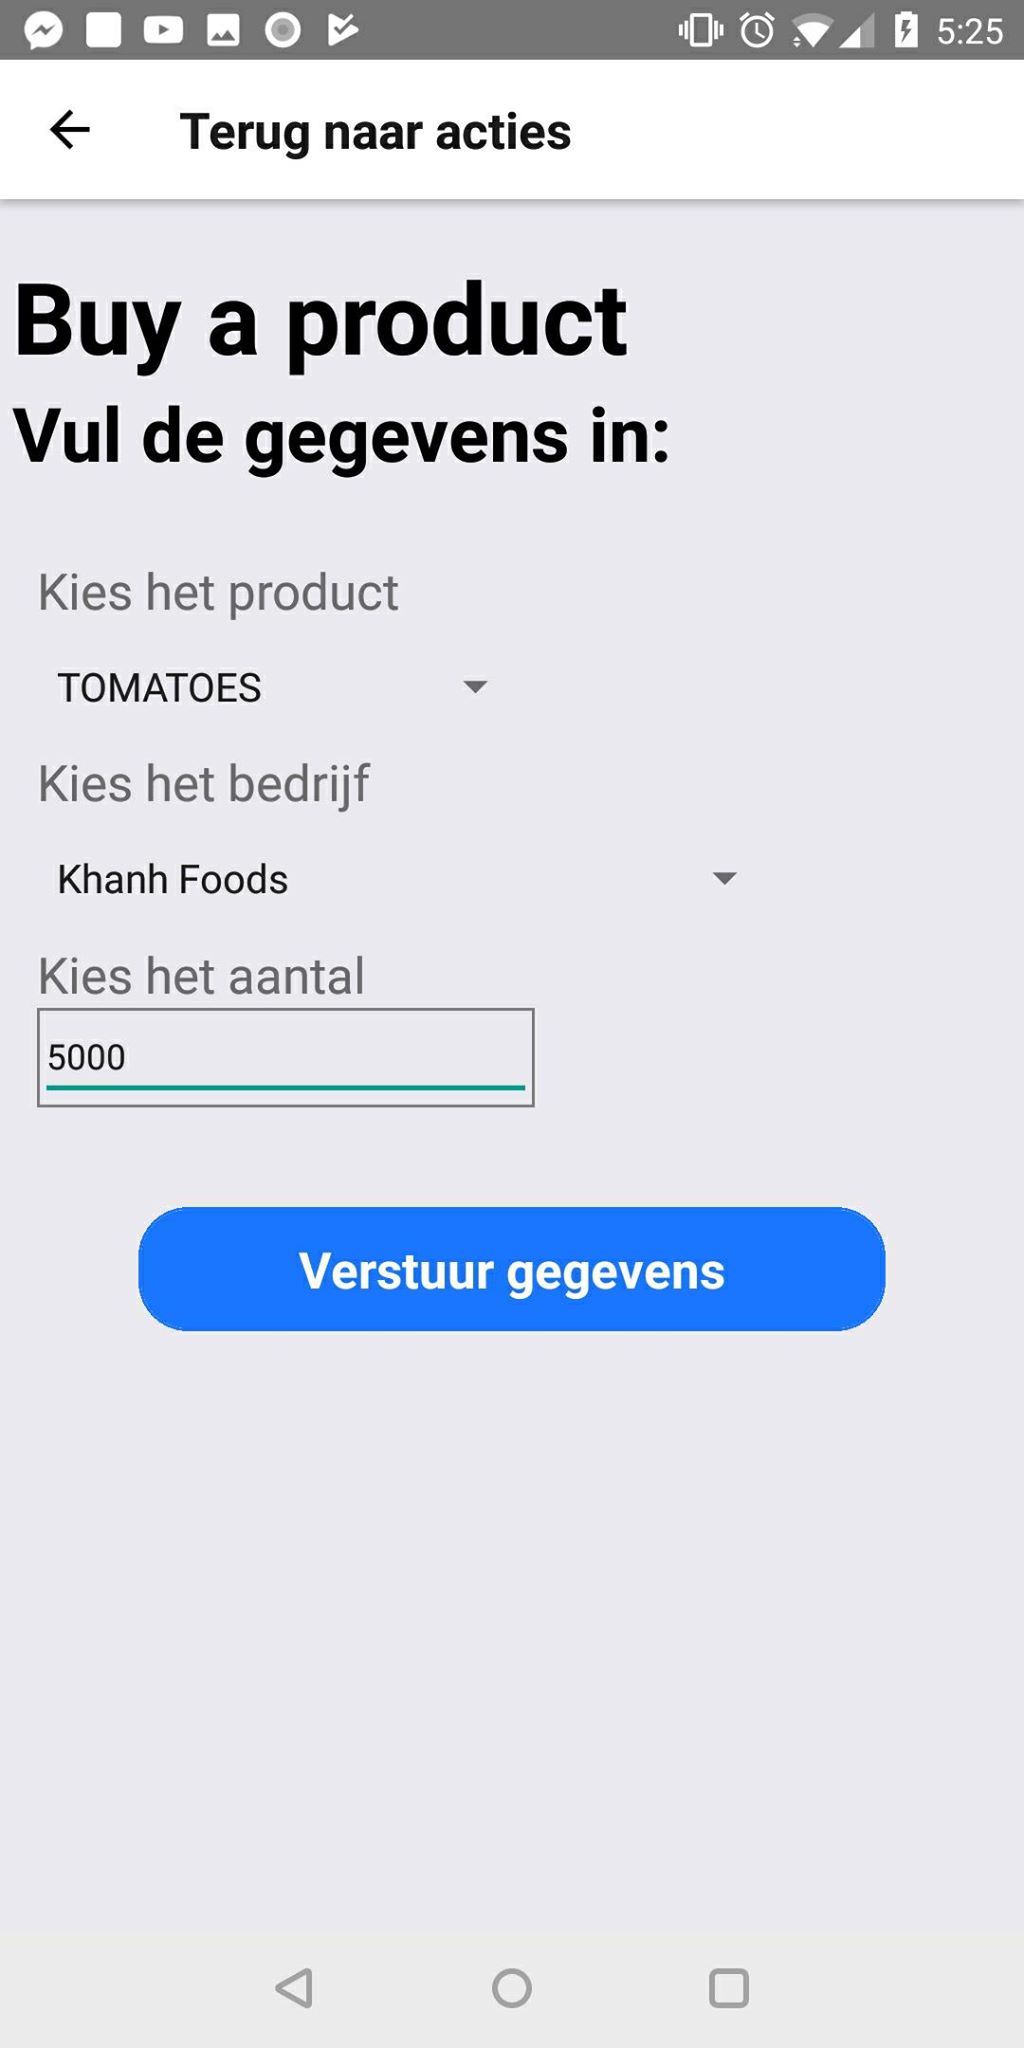 5:25
Terug naar acties
Buy a product
Vul de gegevens in:
Kies het product
TOMATOES
Kies het bedrijf
Khanh Foods
Kies het aantal
5000
Verstuur gegevens